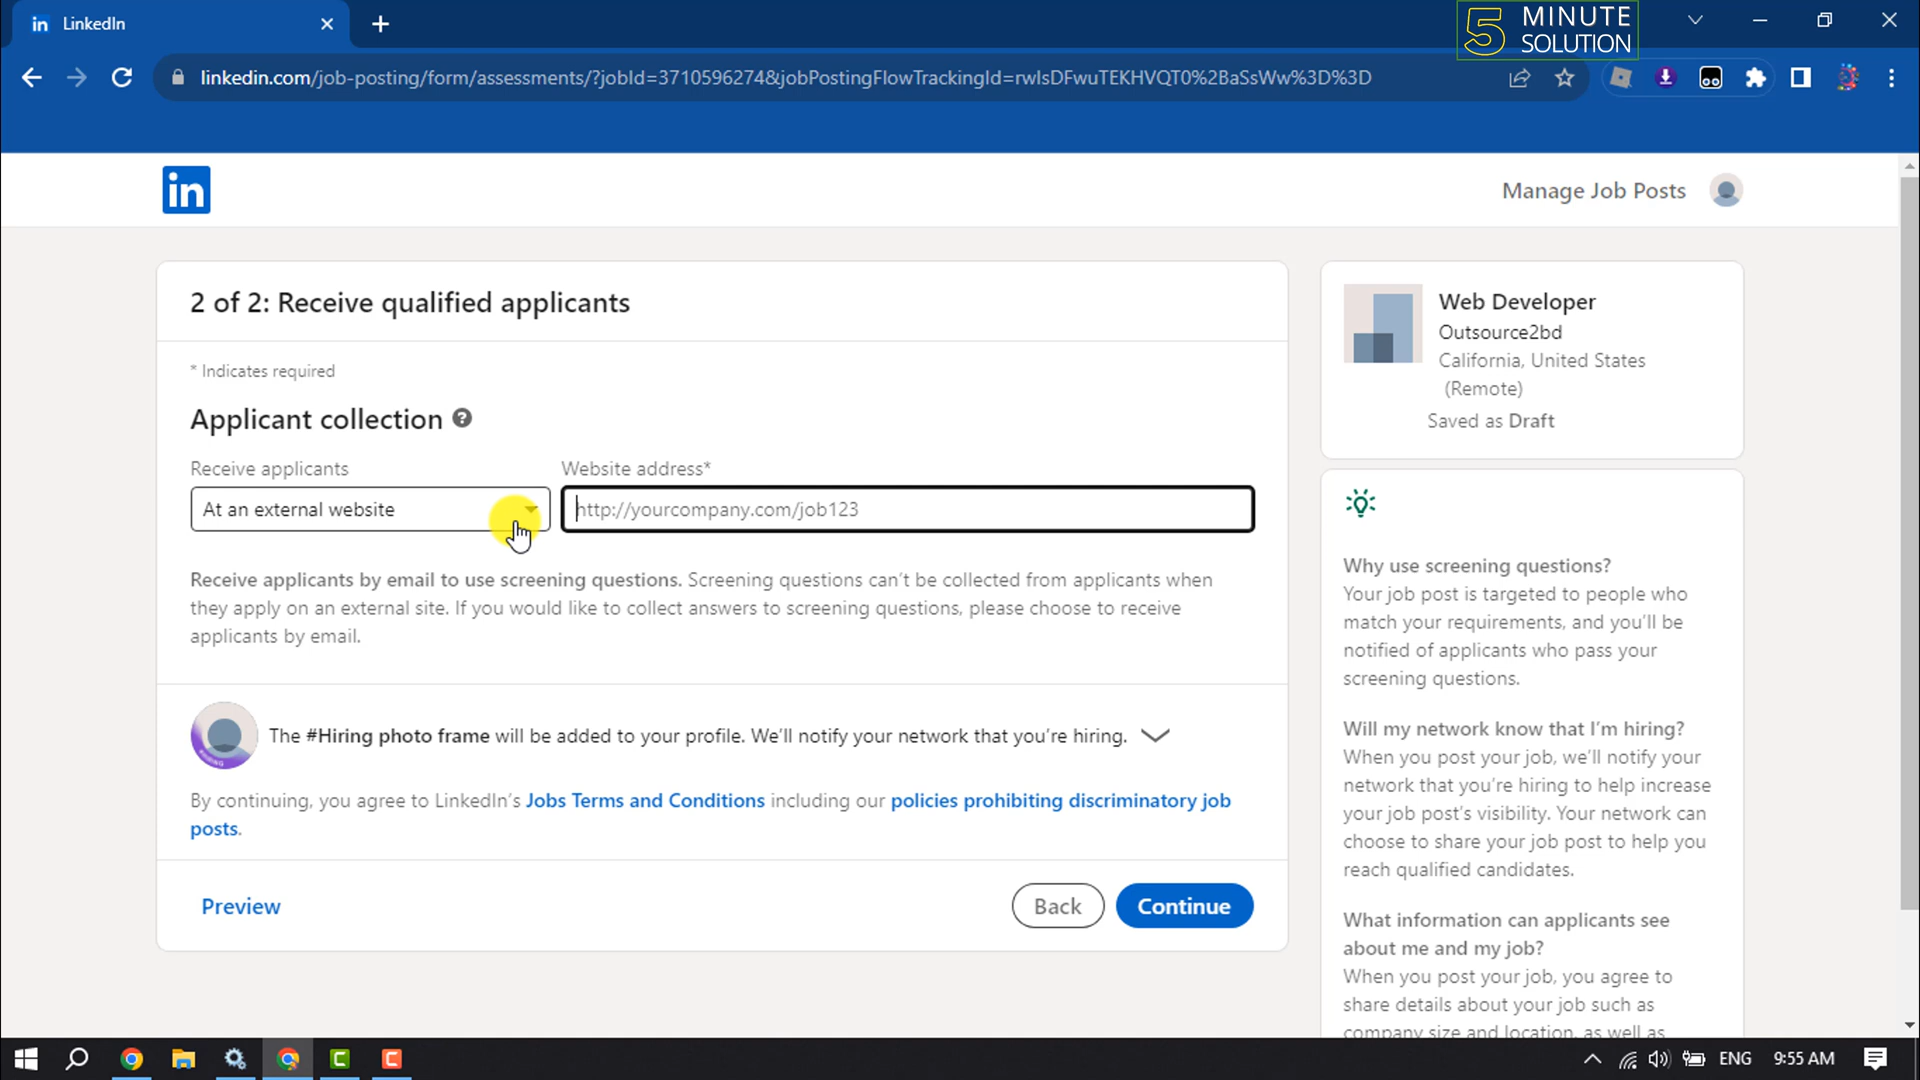 LinkedIn
5 MINUTE SOLUTION
linkedin.com/job-posting/form/assessments/?jobId=3710596274&jobPostingFlowTrackingId=rwIsDFwuTEKHVQT0%2BaSsWw%3D%3D
in
Manage Job Posts
2 of 2: Receive qualified applicants
* Indicates required
Applicant collection
Receive applicants
Website address*
At an external website
http://yourcompany.com/job123
Receive applicants by email to use screening questions. Screening questions can't be collected from applicants when
they apply on an external site. If you would like to collect answers to screening questions, please choose to receive
applicants by email.
The #Hiring photo frame will be added to your profile. We'll notify your network that you're hiring.
By continuing, you agree to LinkedIn's Jobs Terms and Conditions including our policies prohibiting discriminatory job
posts.
Preview
Back
Continue
Web Developer
Outsource2bd
California, United States
(Remote)
Saved as Draft
Why use screening questions?
Your job post is targeted to people who
match your requirements, and you'll be
notified of applicants who pass your
screening questions.
Will my network know that I'm hiring?
When you post your job, we'll notify your
network that you're hiring to help increase
your job post's visibility. Your network can
choose to share your job post to help you
reach qualified candidates.
What information can applicants see
about me and my job?
When you post your job, you agree to
share details about your job such as
company size and location, as well as
ENG
9:55 AM